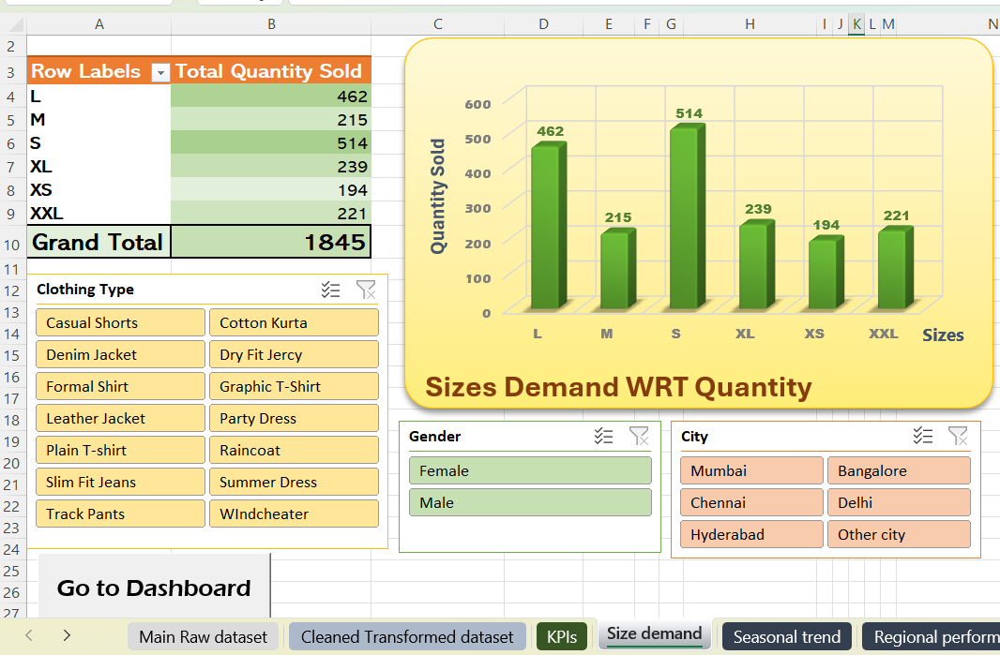 A B C D E F G H I J K L M N
2
3 Row Labels Total Quantity Sold
4 L 462
5 M 215
6 S 514
7 XL 239
8 XS 194
9 XXL 221
10 Grand Total 1845
11
12
13
14
15
16
17
18
19
20
21
22
23
24
25
26
27
600
500
400
300
200
100
0
Quantity Sold
462 215 514 239 194 221
L M S XL XS XXL Sizes
Sizes Demand WRT Quantity
Clothing Type
Casual Shorts Cotton Kurta
Denim Jacket Dry Fit Jercy
Formal Shirt Graphic T-Shirt
Leather Jacket Party Dress
Plain T-shirt Raincoat
Slim Fit Jeans Summer Dress
Track Pants WIndcheater
Gender
Female
Male
City
Mumbai Bangalore
Chennai Delhi
Hyderabad Other city
Go to Dashboard
Main Raw dataset Cleaned Transformed dataset KPIs Size demand Seasonal trend Regional perform